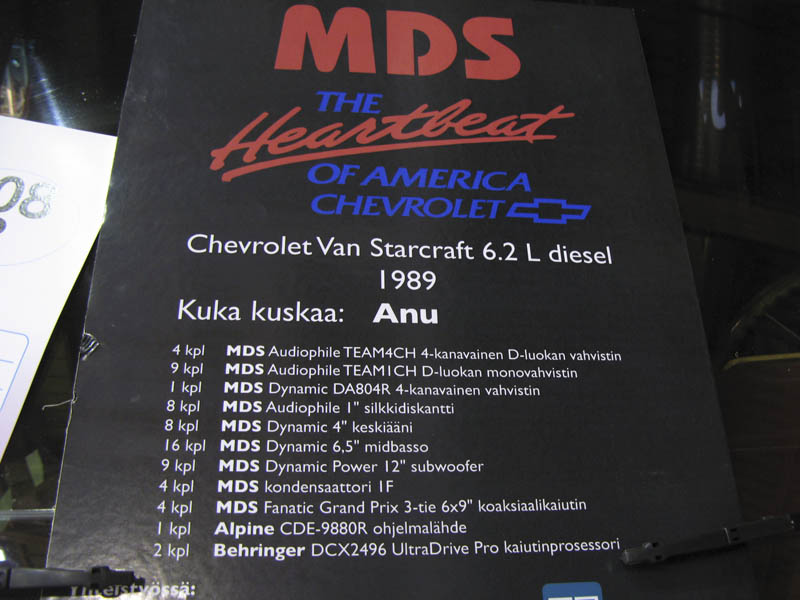 MDS
THE
Heartbeat
OF AMERICA
CHEVROLET
Chevrolet Van Starcraft 6.2 L diesel
1989
Kuka kuskaa: Anu
4 kpl MDS Audiophile TEAM4CH 4-kanavainen D-luokan vahvistin
9 kpl MDS Audiophile TEAM1CH D-luokan monovahvistin
1 kpl MDS Dynamic DA804R 4-kanavainen vahvistin
8 kpl MDS Audiophile 1" silkkidiskantti
8 kpl MDS Dynamic 4" keskiääni
16 kpl MDS Dynamic 6,5" midbasso
9 kpl MDS Dynamic Power 12" subwoofer
4 kpl MDS kondensaattori 1F
4 kpl MDS Fanatic Grand Prix 3-tie 6x9" koaksiaalikaiutin
1 kpl Alpine CDE-9880R ohjelmalähde
2 kpl Behringer DCX2496 UltraDrive Pro kaiutinprosessori
Yhteistyössä:
08